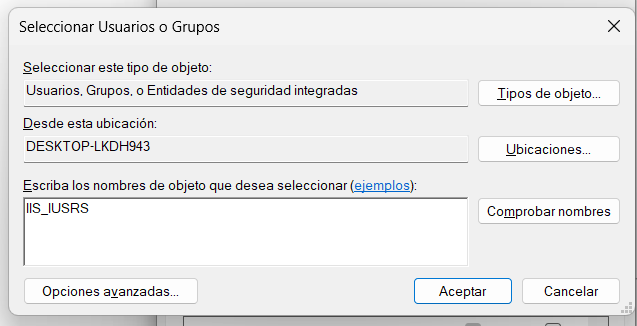 Seleccionar Usuarios o Grupos
Seleccionar este tipo de objeto:
Usuarios, Grupos, o Entidades de seguridad integradas
Tipos de objeto...
Desde esta ubicación:
DESKTOP-LKDH943
Ubicaciones...
Escriba los nombres de objeto que desea seleccionar (ejemplos):
IIS_IUSRS
Comprobar nombres
Opciones avanzadas...
Aceptar
Cancelar